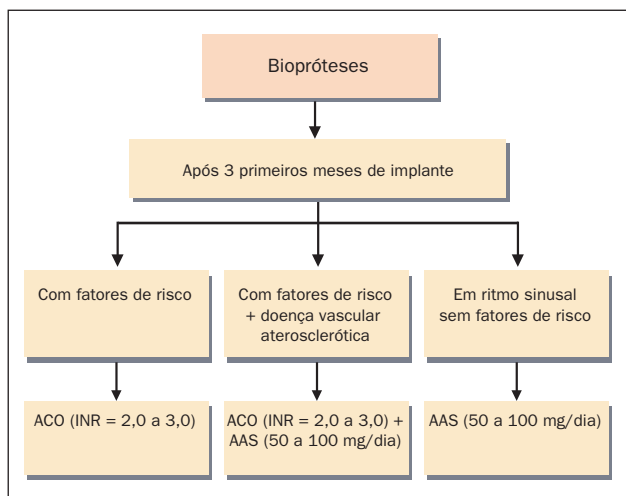 Biopróteses
Após 3 primeiros meses de implante
Com fatores de risco
Com fatores de risco
+ doença vascular
aterosclerótica
Em ritmo sinusal
sem fatores de risco
ACO (INR = 2,0 a 3,0)
ACO (INR = 2,0 a 3,0) +
AAS (50 a 100 mg/dia)
AAS (50 a 100 mg/dia)